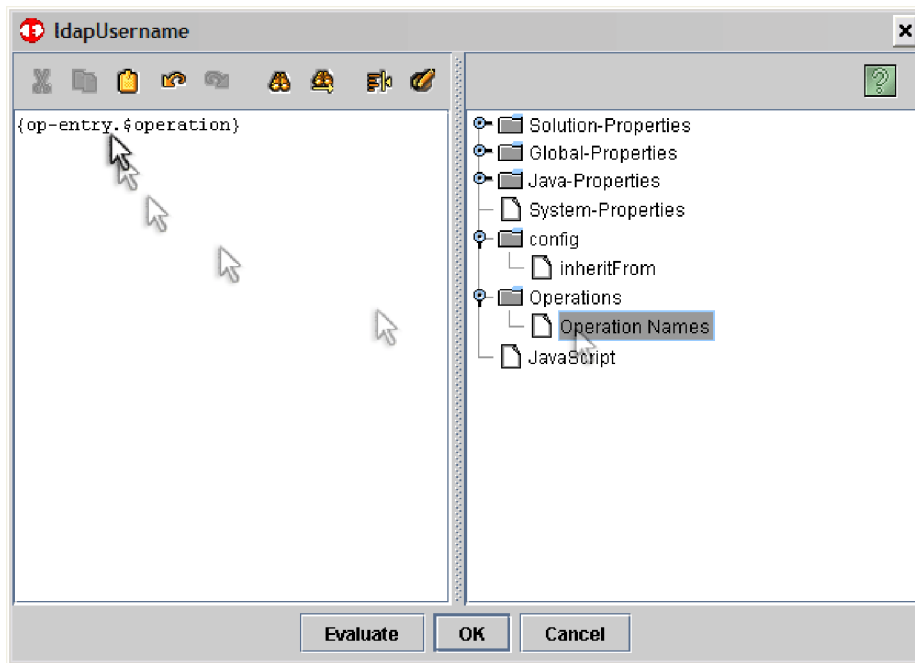 ldapUsername
{op-entry.$operation}
Solution-Properties
Global-Properties
Java-Properties
System-Properties
config
inheritFrom
Operations
Operation Names
JavaScript
Evaluate
OK
Cancel